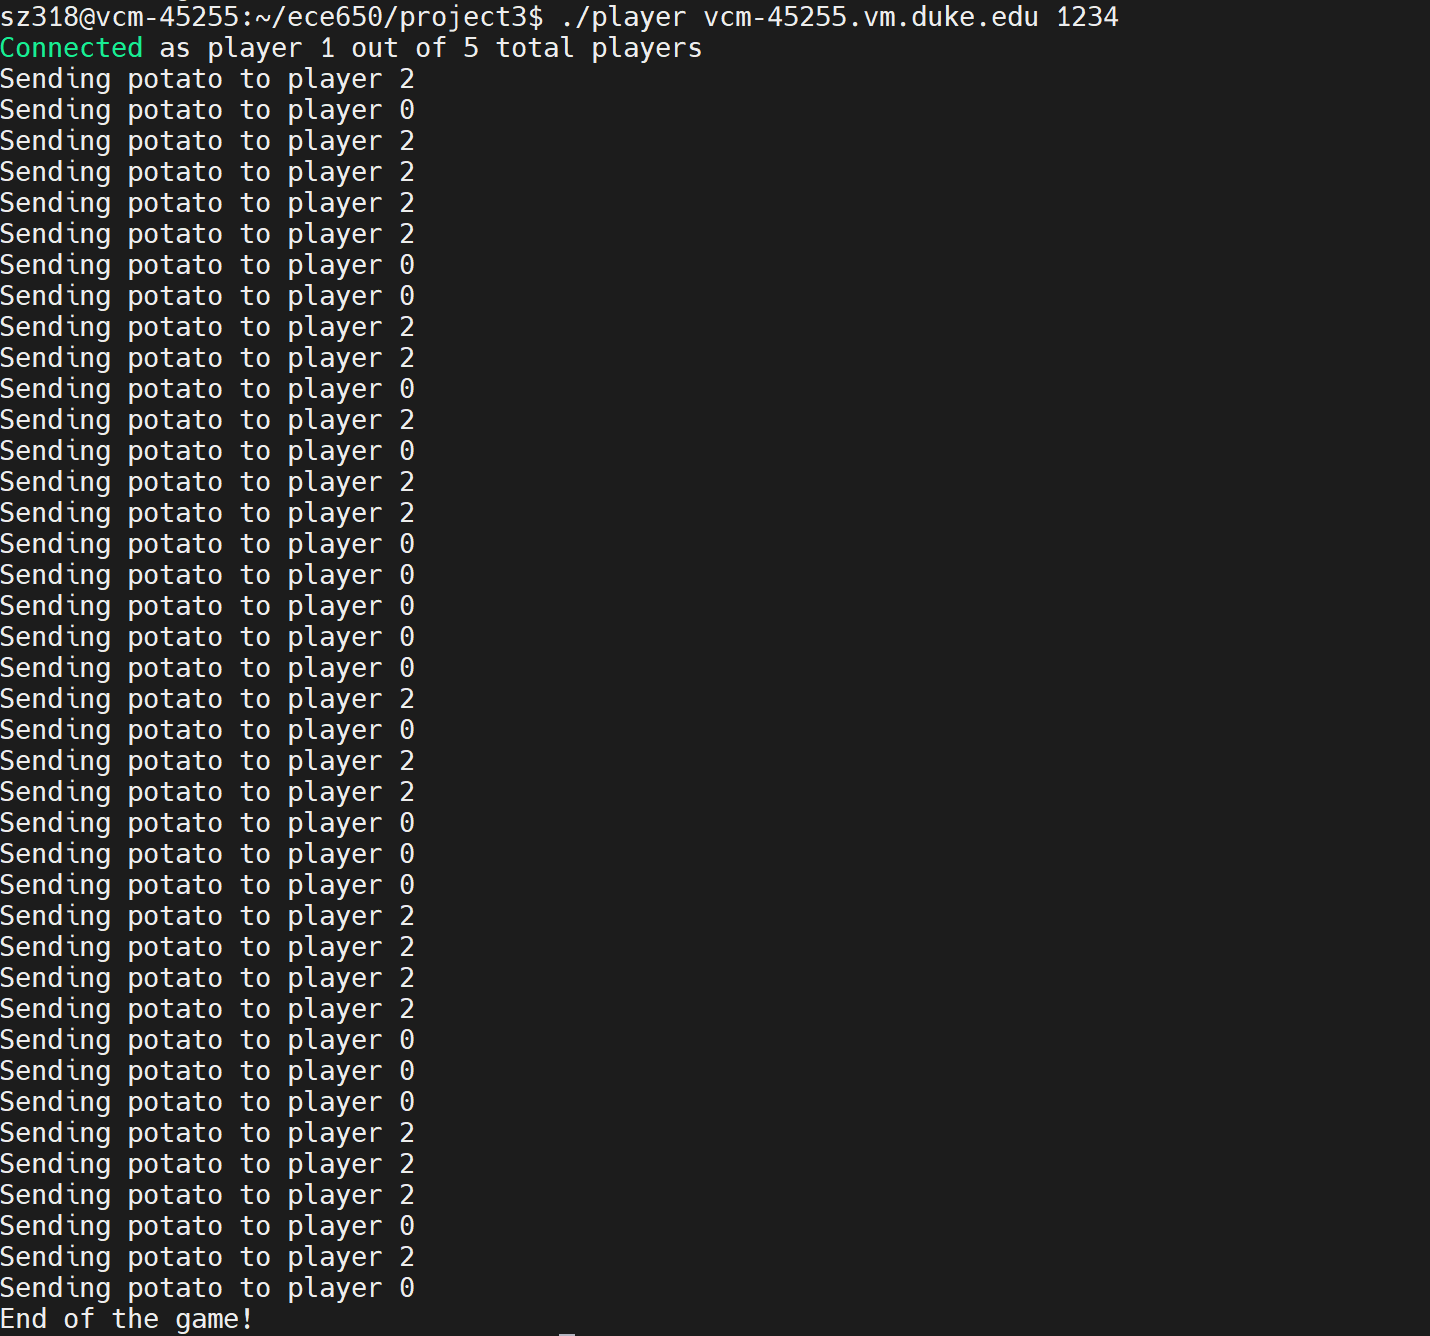 sz318@vcm-45255:~/ece650/project3$ ./player vcm-45255.vm.duke.edu 1234
Connected as player 1 out of 5 total players
Sending potato to player 2
Sending potato to player 0
Sending potato to player 2
Sending potato to player 2
Sending potato to player 2
Sending potato to player 2
Sending potato to player 0
Sending potato to player 0
Sending potato to player 2
Sending potato to player 2
Sending potato to player 0
Sending potato to player 2
Sending potato to player 0
Sending potato to player 2
Sending potato to player 2
Sending potato to player 0
Sending potato to player 0
Sending potato to player 0
Sending potato to player 0
Sending potato to player 0
Sending potato to player 2
Sending potato to player 0
Sending potato to player 2
Sending potato to player 2
Sending potato to player 0
Sending potato to player 0
Sending potato to player 0
Sending potato to player 2
Sending potato to player 2
Sending potato to player 2
Sending potato to player 2
Sending potato to player 0
Sending potato to player 0
Sending potato to player 0
Sending potato to player 2
Sending potato to player 2
Sending potato to player 2
Sending potato to player 0
Sending potato to player 2
Sending potato to player 0
End of the game!